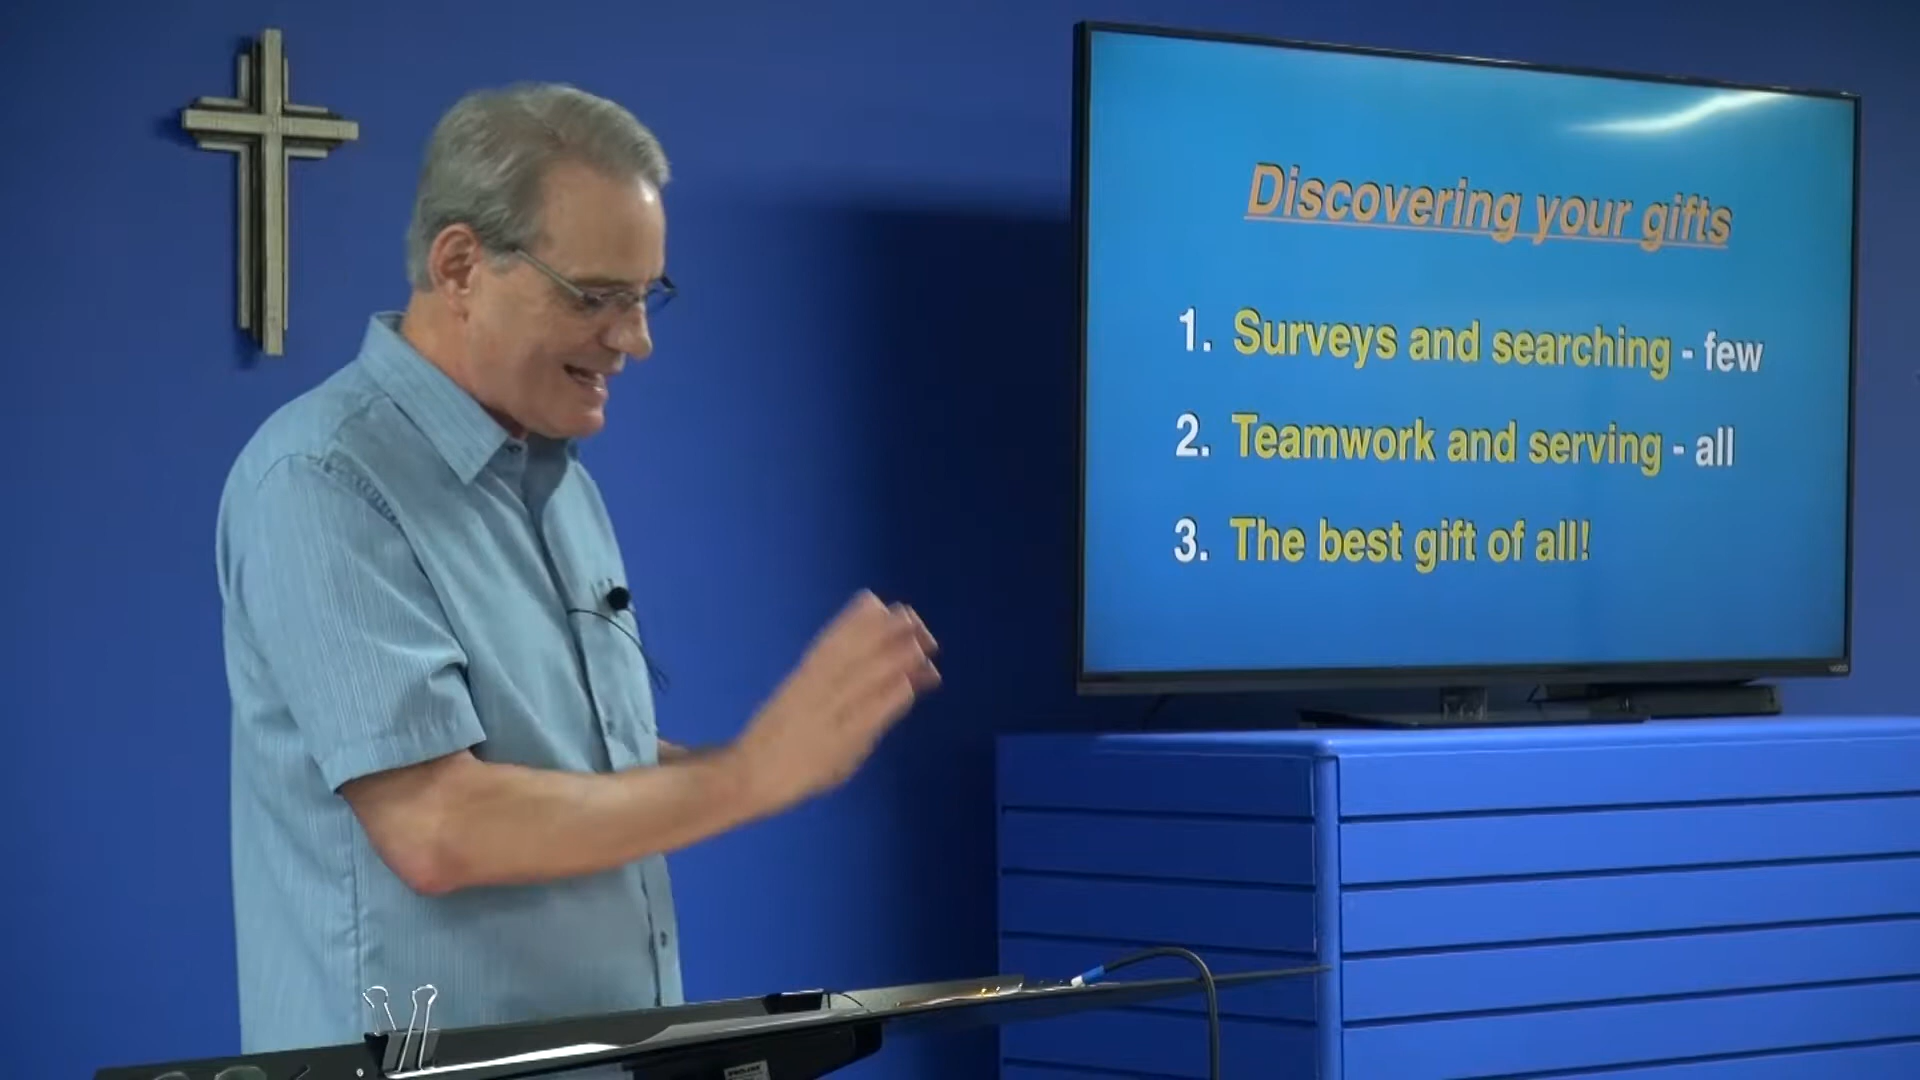 Discovering your gifts
1. Surveys and searching - few
2. Teamwork and serving - all
3. The best gift of all!
VIZIO